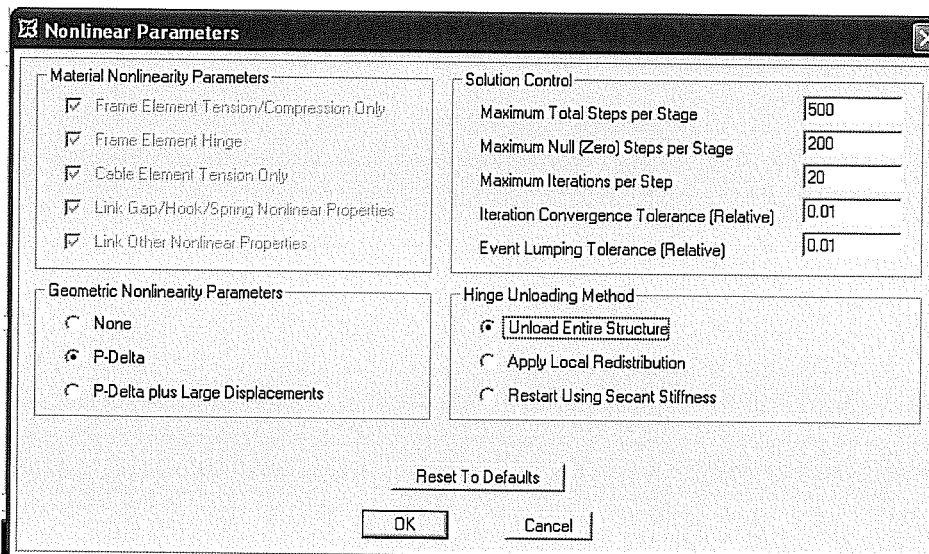 Nonlinear Parameters
Material Nonlinearity Parameters
Frame Element Tension/Compression Only
Frame Element Hinge
Cable Element Tension Only
Link Gap/Hook/Spring Nonlinear Properties
Link Other Nonlinear Properties
Solution Control
Maximum Total Steps per Stage 500
Maximum Null (Zero) Steps per Stage 200
Maximum Iterations per Step 20
Iteration Convergence Tolerance (Relative) 0.01
Event Lumping Tolerance (Relative) 0.01
Geometric Nonlinearity Parameters
None
P-Delta
P-Delta plus Large Displacements
Hinge Unloading Method
Unload Entire Structure
Apply Local Redistribution
Restart Using Secant Stiffness
Reset To Defaults
OK Cancel